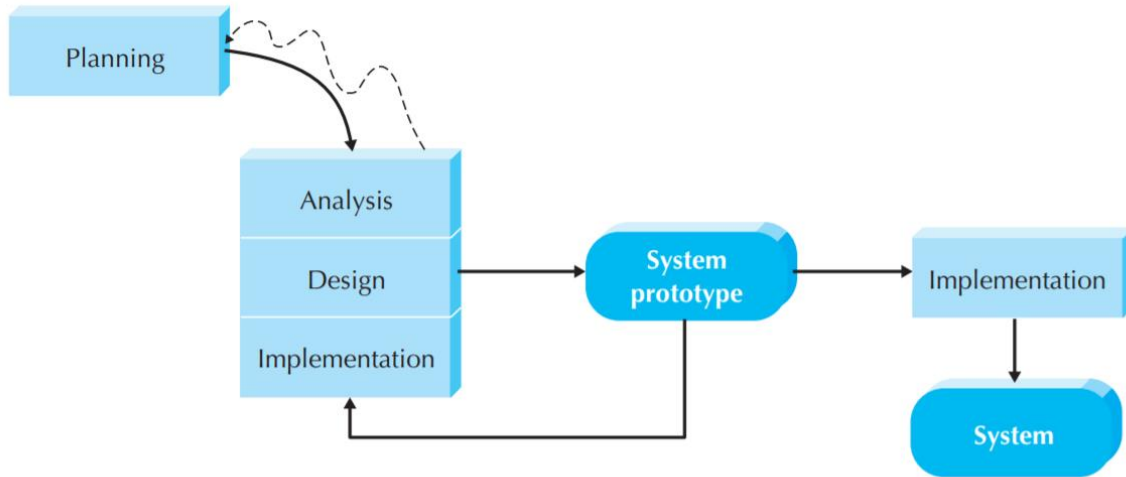 Planning
Analysis
Design
Implementation
System
prototype
Implementation
System